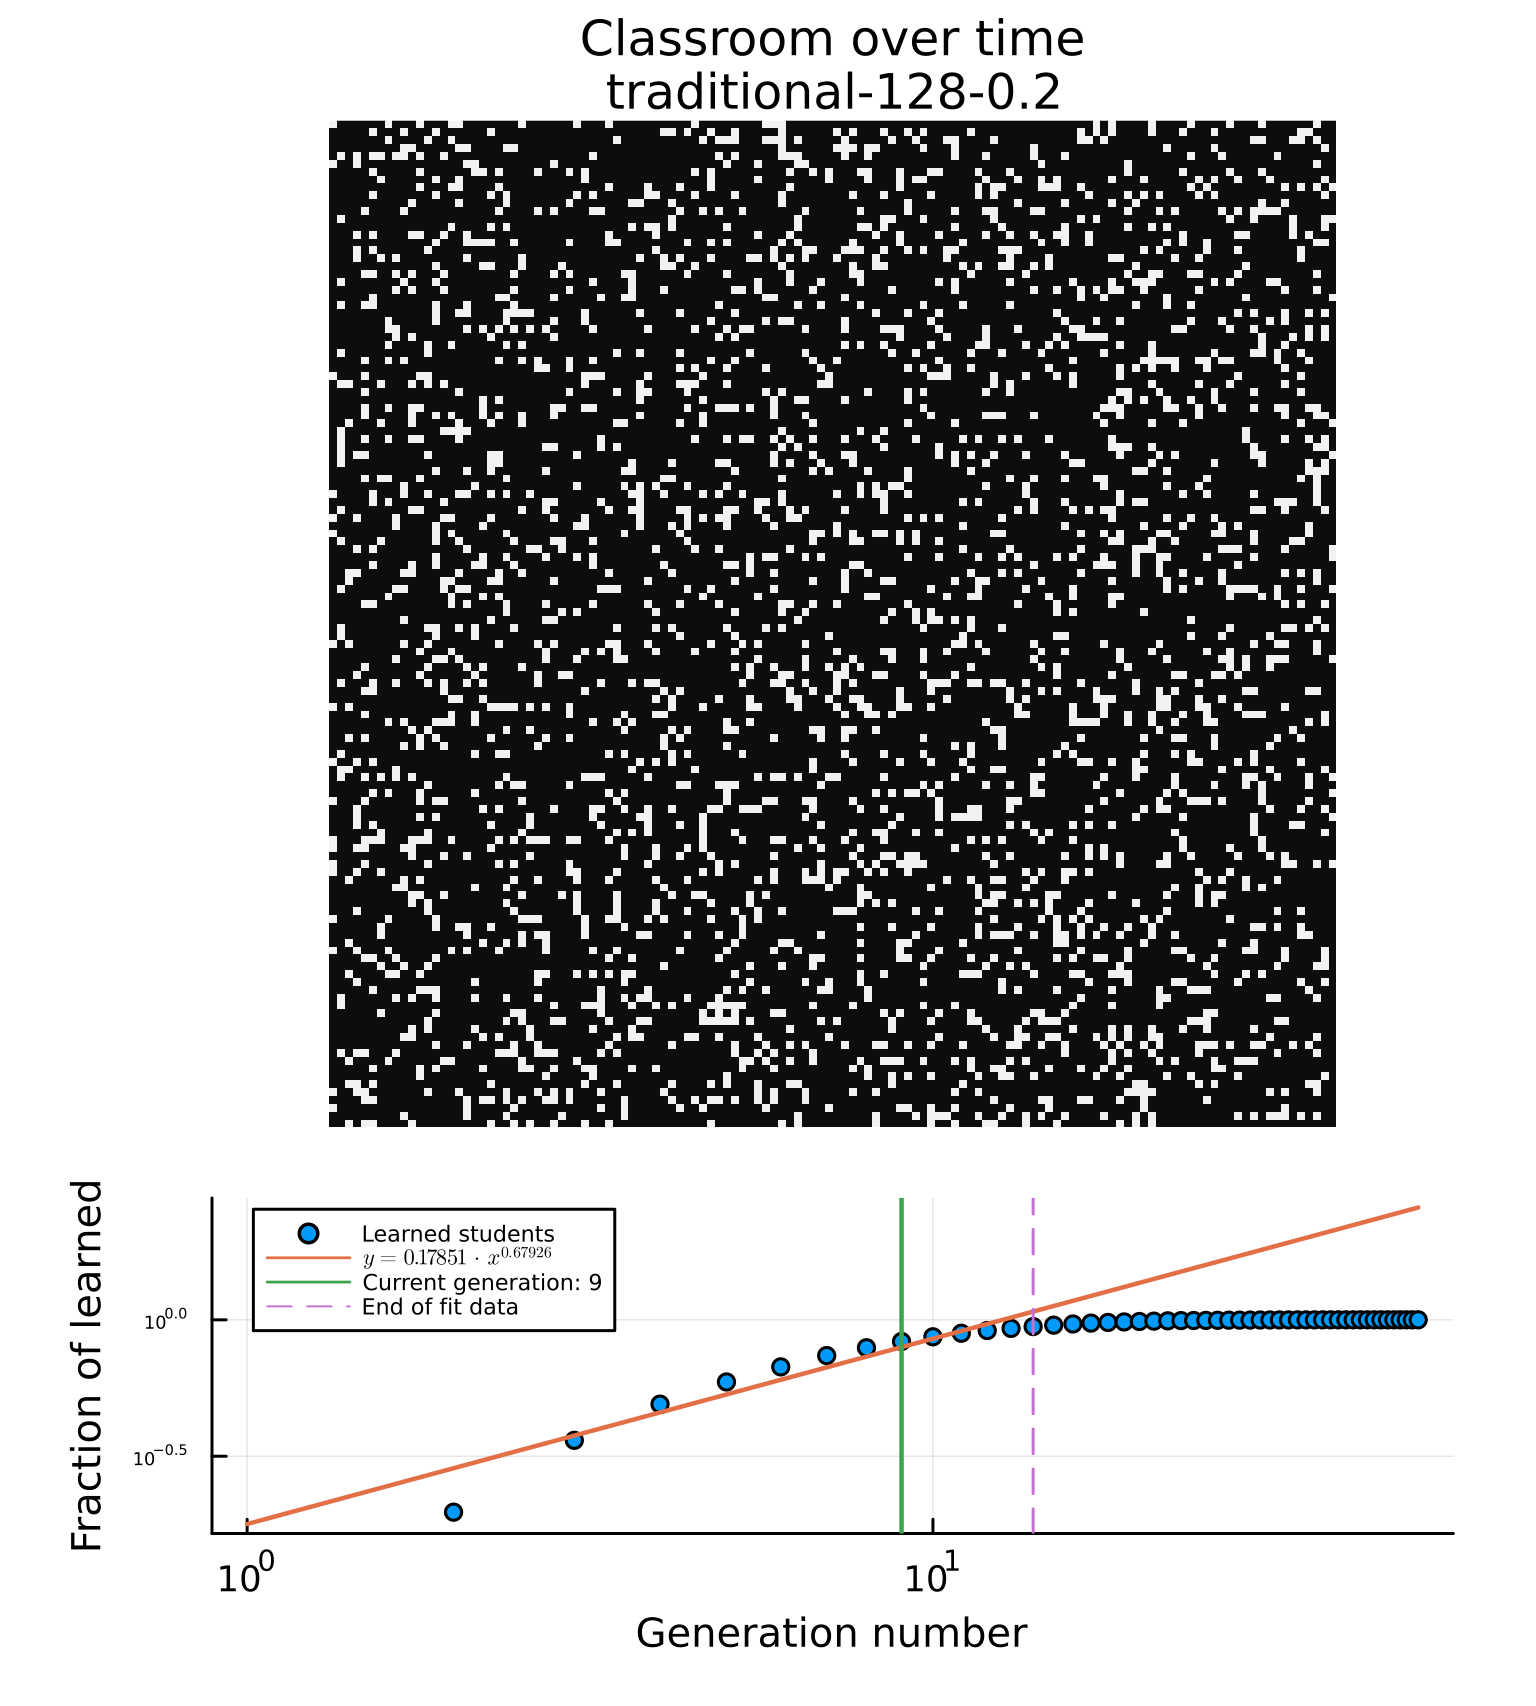 Classroom over time
traditional-128-0.2
Fraction of learned
Learned students
y = 0.17851 · x^0.67926
Current generation: 9
End of fit data
10^0.0
10^−0.5
10^0
10^1
Generation number